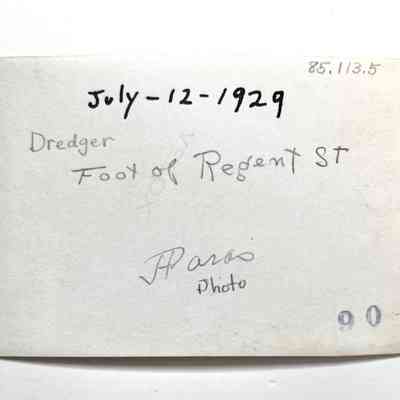 85.113.5
July-12-1929
Dredger
Foot of Regent St
Photo
90